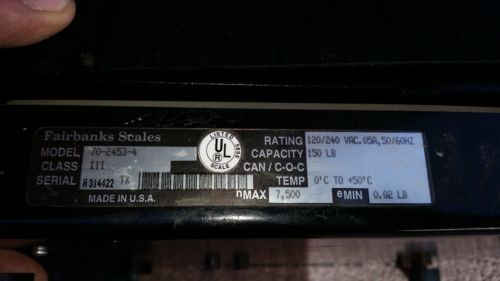 Fairbanks Scales
MODEL 70-2453-4
CLASS III
SERIAL H314422 TX
MADE IN U.S.A.
LISTED
UL
®
SCALE
RATING 120/240 VAC.05A,50/60HZ
CAPACITY 150 LB
CAN / C-O-C
TEMP 0°C TO +50°C
nMAX 7,500 eMIN 0.02 LB